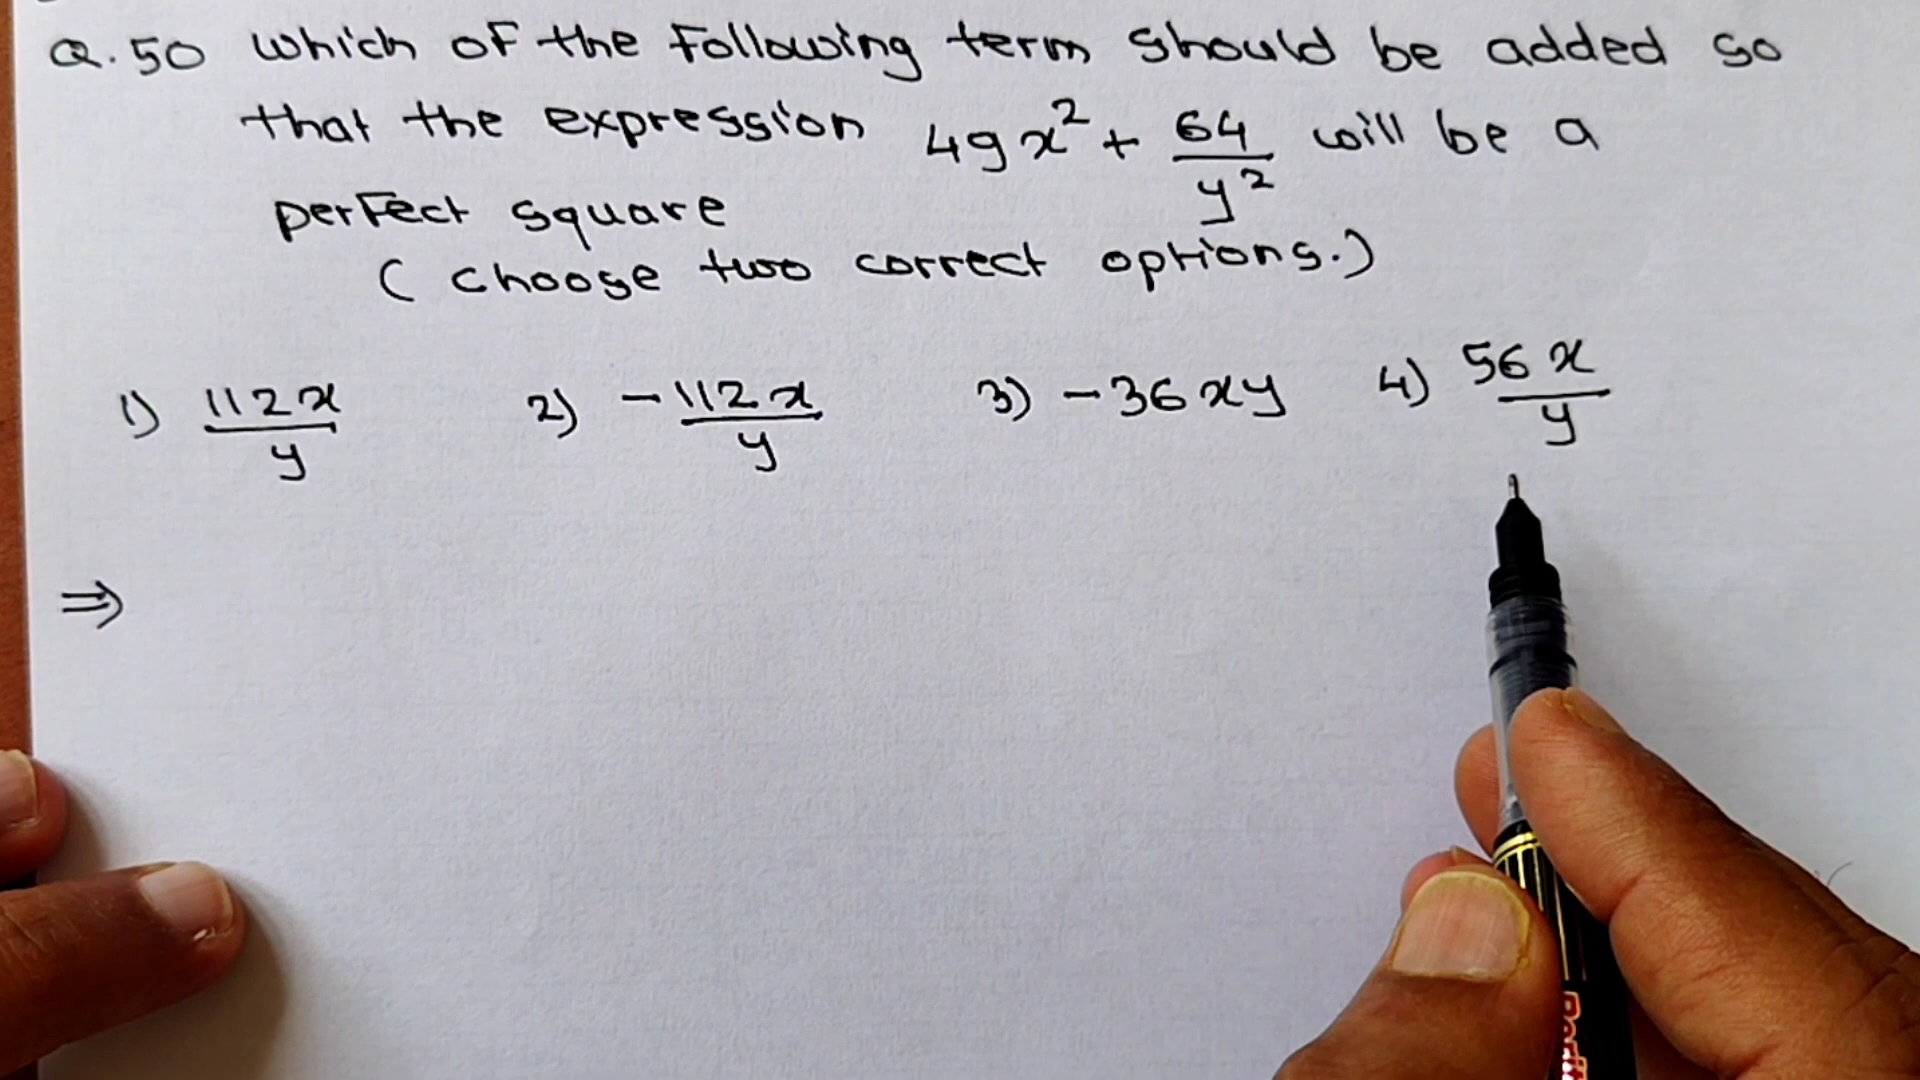 Q.50 which of the following term should be added so
that the expression 49x² + 64/y² will be a
perfect square
( choose two correct options.)
1) 112x/y 2) -112x/y 3) -36xy 4) 56x/y
⇒